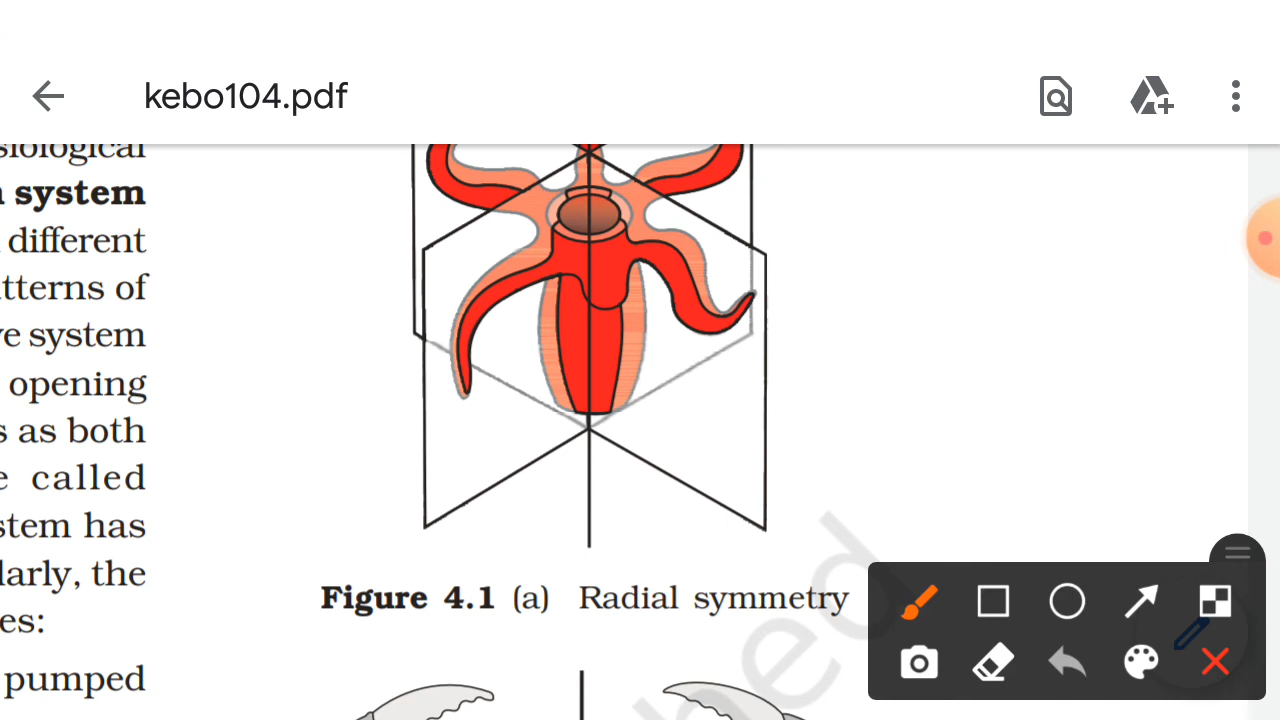 kebo104.pdf
siological
system
different
tterns of
e system
opening
s as both
e called
stem has
larly, the
es:
pumped
Figure 4.1 (a) Radial symmetry
hed